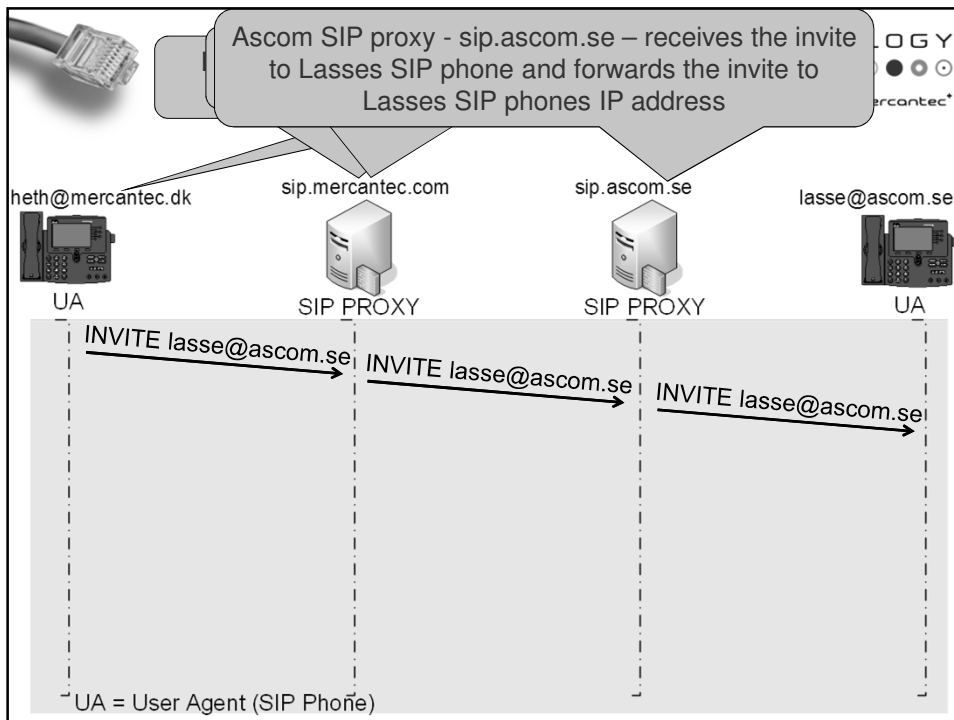 Ascom SIP proxy - sip.ascom.se – receives the invite
to Lasses SIP phone and forwards the invite to
Lasses SIP phones IP address
LOGY
ercantec+
heth@mercantec.dk
sip.mercantec.com
sip.ascom.se
lasse@ascom.se
UA
SIP PROXY
SIP PROXY
UA
INVITE lasse@ascom.se
INVITE lasse@ascom.se
INVITE lasse@ascom.se
UA = User Agent (SIP Phone)